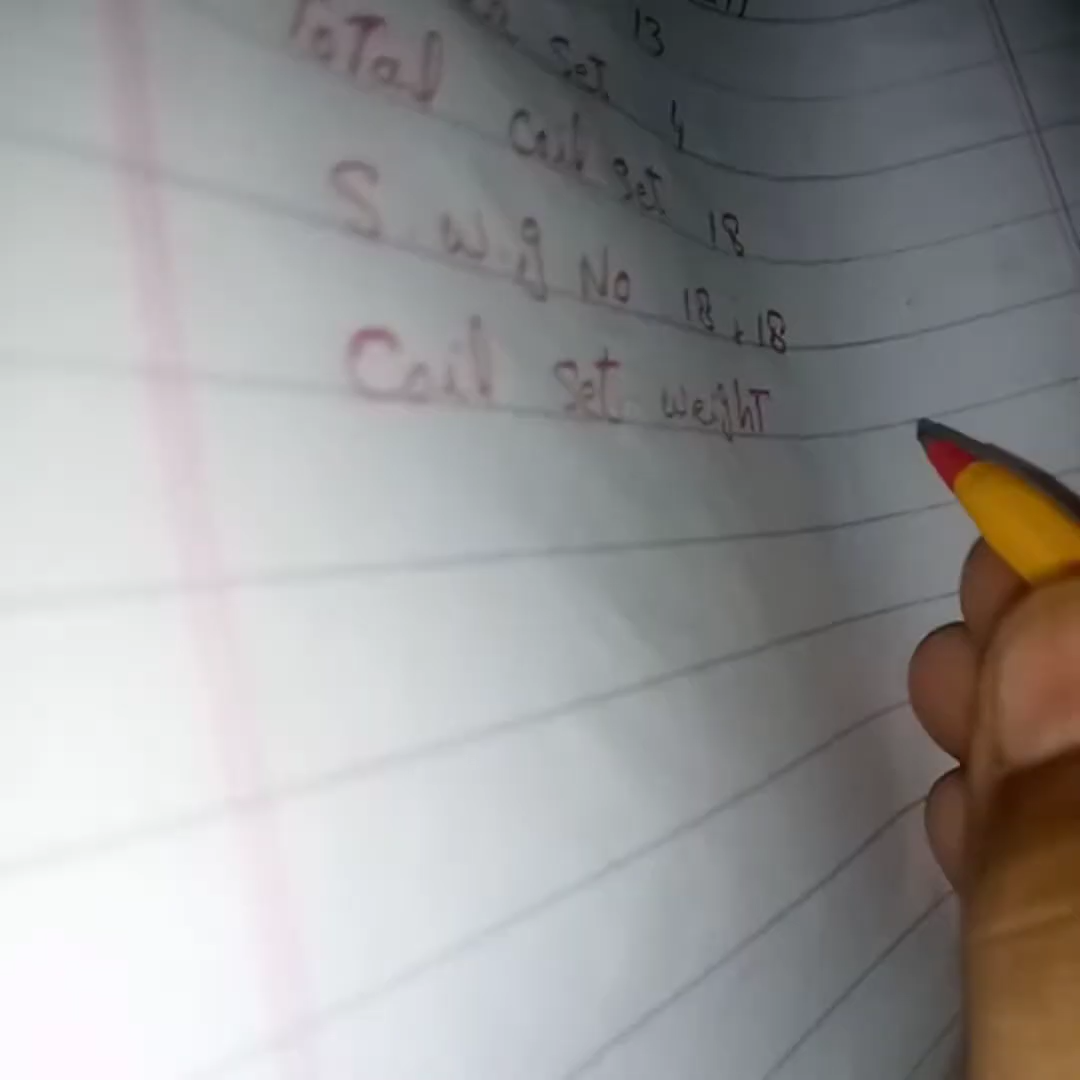 13
Set 4
Total Coil Set 18
S.W.G No 18,18
Coil Set weight